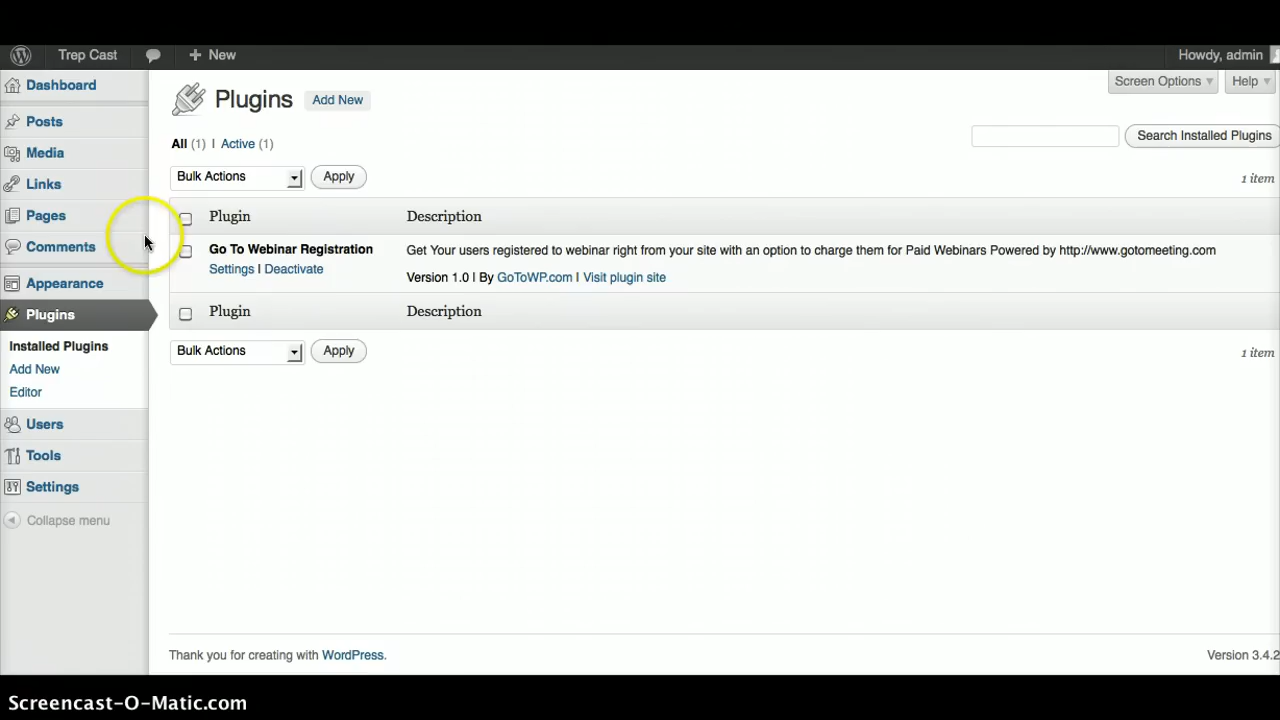 Trep Cast
New
Howdy, admin
Dashboard
Posts
Media
Links
Pages
Comments
Appearance
Plugins
Installed Plugins
Add New
Editor
Users
Tools
Settings
Collapse menu
Screen Options
Help
Plugins Add New
All (1) | Active (1)
Search Installed Plugins
Bulk Actions Apply
1 item
Plugin Description
Go To Webinar Registration Get Your users registered to webinar right from your site with an option to charge them for Paid Webinars Powered by http://www.gotomeeting.com
Settings | Deactivate Version 1.0 | By GoToWP.com | Visit plugin site
Plugin Description
Bulk Actions Apply
1 item
Thank you for creating with WordPress.
Version 3.4.2
Screencast-O-Matic.com